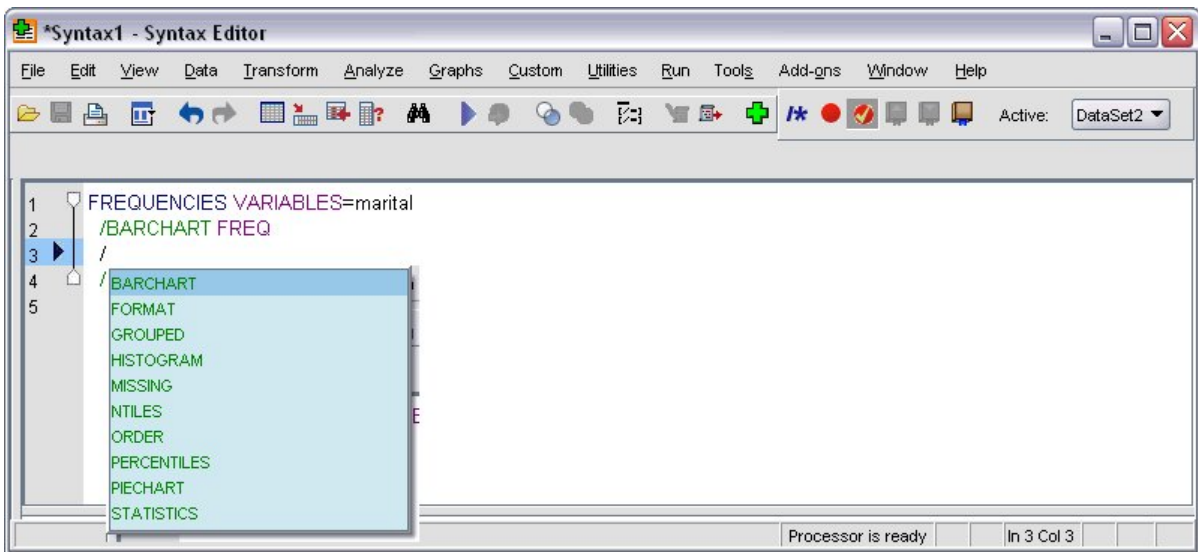 *Syntax1 - Syntax Editor
File Edit View Data Transform Analyze Graphs Custom Utilities Run Tools Add-ons Window Help
/* Active: DataSet2
1 FREQUENCIES VARIABLES=marital
2 /BARCHART FREQ
3 /
4 /
5
BARCHART
FORMAT
GROUPED
HISTOGRAM
MISSING
NTILES
ORDER
PERCENTILES
PIECHART
STATISTICS
Processor is ready In 3 Col 3